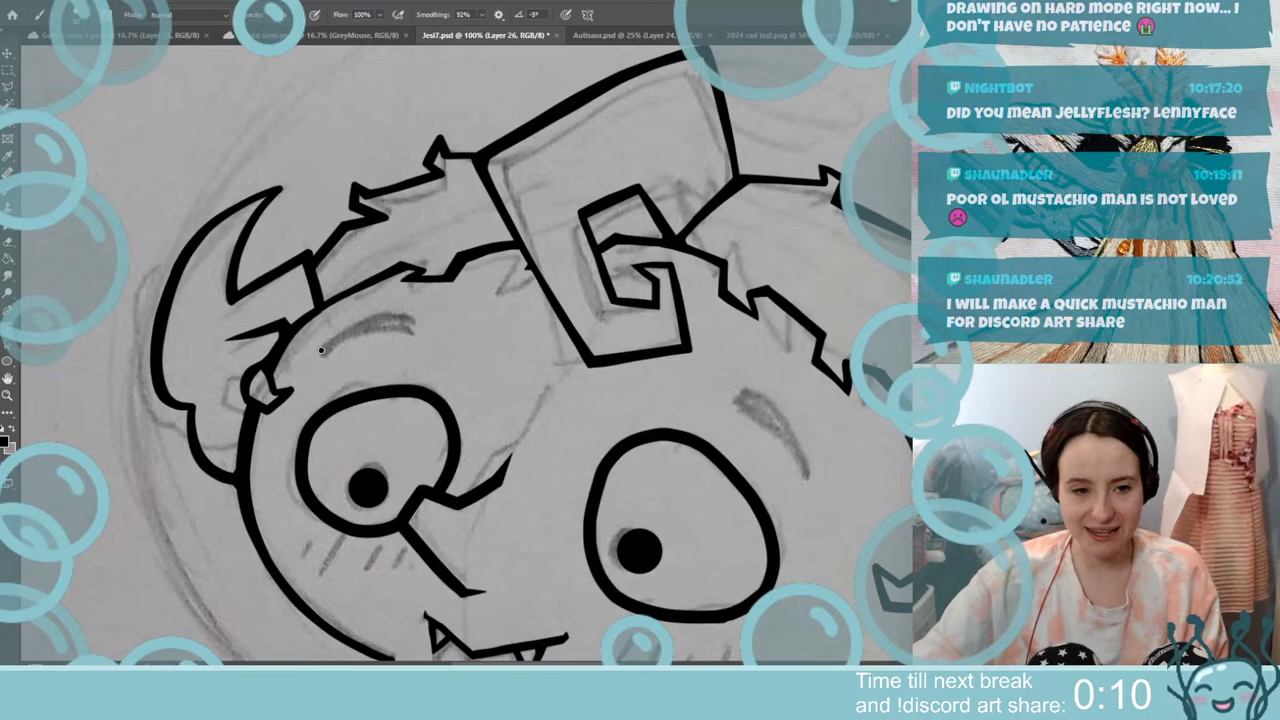 Mode: Normal
Flow: 100%
Smoothing: 92%
-5°
Jesi7.psd @ 100% (Layer 26, RGB/8) *
Autisaur.psd @ 25% (Layer 24, RGB/8)
DRAWING ON HARD MODE RIGHT NOW... I
DON'T HAVE NO PATIENCE
NIGHTBOT 10:17:20
DID YOU MEAN JELLYFLESH? LENNYFACE
SHAUNADLER 10:19:11
POOR OL MUSTACHIO MAN IS NOT LOVED
SHAUNADLER 10:20:52
I WILL MAKE A QUICK MUSTACHIO MAN
FOR DISCORD ART SHARE
Time till next break
and !discord art share: 0:10